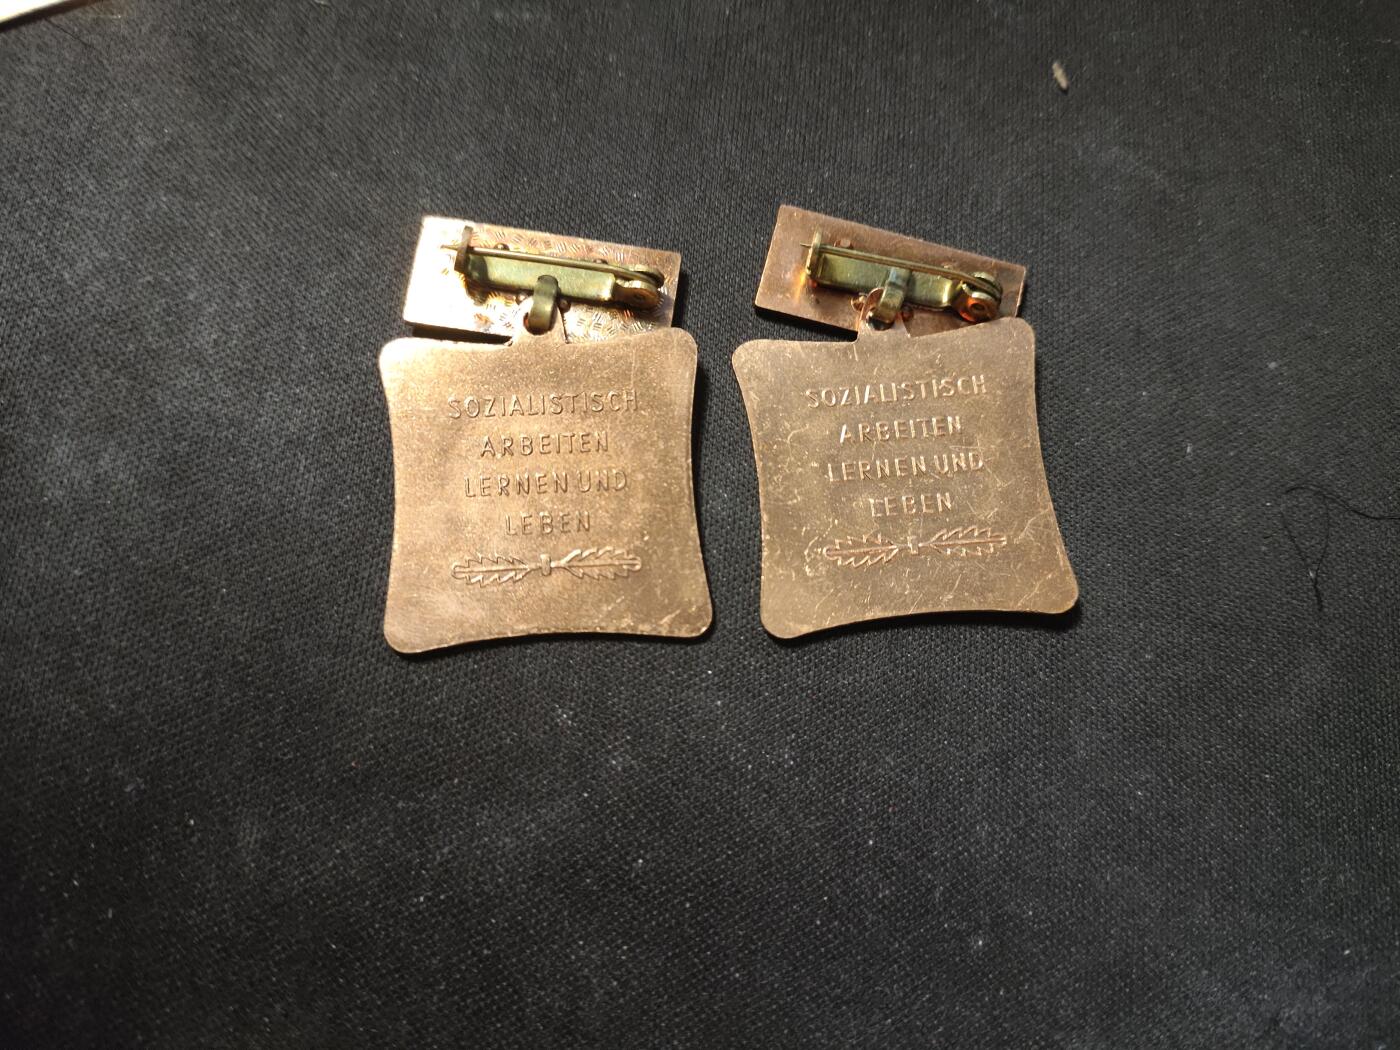 SOZIALISTISCH
ARBEITEN
LERNEN UND
LEBEN
SOZIALISTISCH
ARBEITEN
LERNEN UND
LEBEN